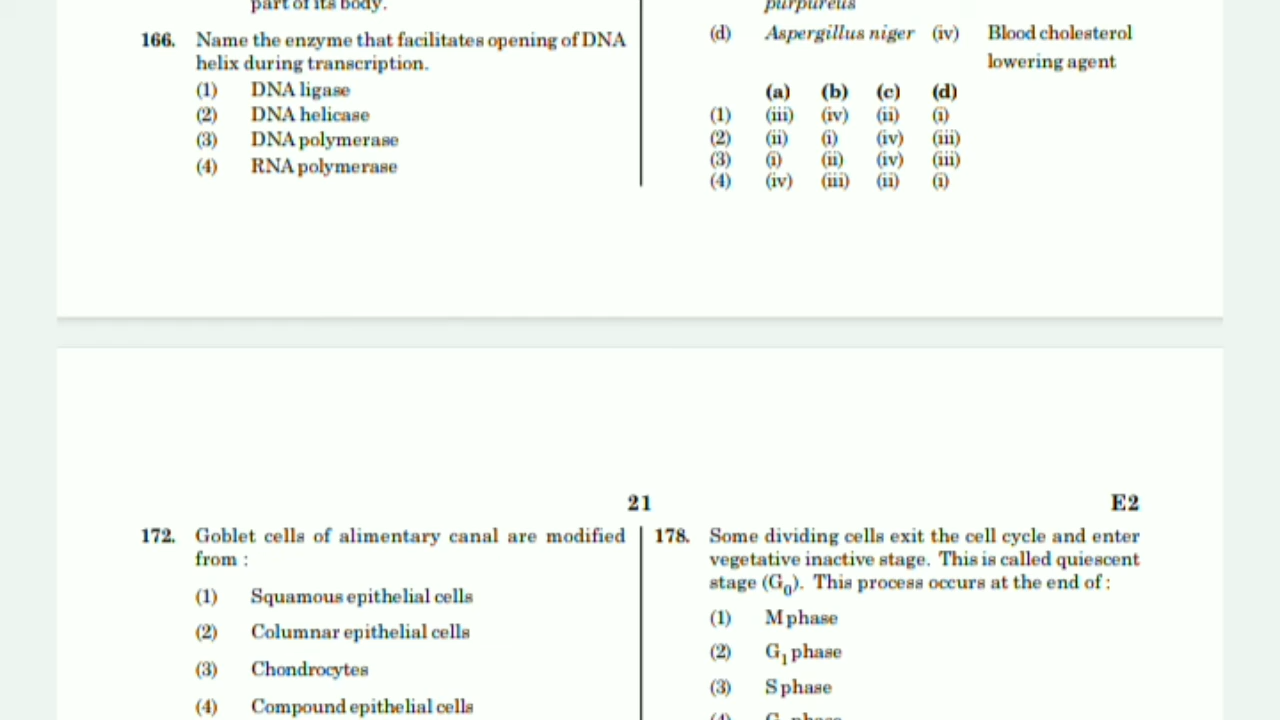 part of its body.
166. Name the enzyme that facilitates opening of DNA
helix during transcription.
(1) DNA ligase
(2) DNA helicase
(3) DNA polymerase
(4) RNA polymerase
purpureus
(d) Aspergillus niger (iv) Blood cholesterol
lowering agent
(a) (b) (c) (d)
(1) (iii) (iv) (ii) (i)
(2) (ii) (i) (iv) (iii)
(3) (i) (ii) (iv) (iii)
(4) (iv) (iii) (ii) (i)
21 E2
172. Goblet cells of alimentary canal are modified
from :
(1) Squamous epithelial cells
(2) Columnar epithelial cells
(3) Chondrocytes
(4) Compound epithelial cells
178. Some dividing cells exit the cell cycle and enter
vegetative inactive stage. This is called quiescent
stage (G₀). This process occurs at the end of :
(1) M phase
(2) G₁ phase
(3) S phase
(4) phase